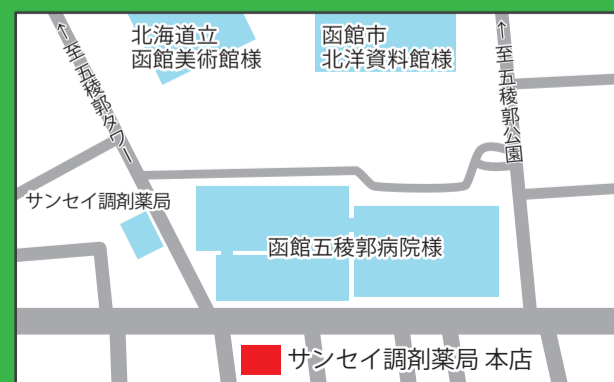 北海道立
函館美術館様
函館市
北洋資料館様
↑至 五稜郭タワー
↑至 五稜郭公園
サンセイ調剤薬局
函館五稜郭病院様
サンセイ調剤薬局 本店